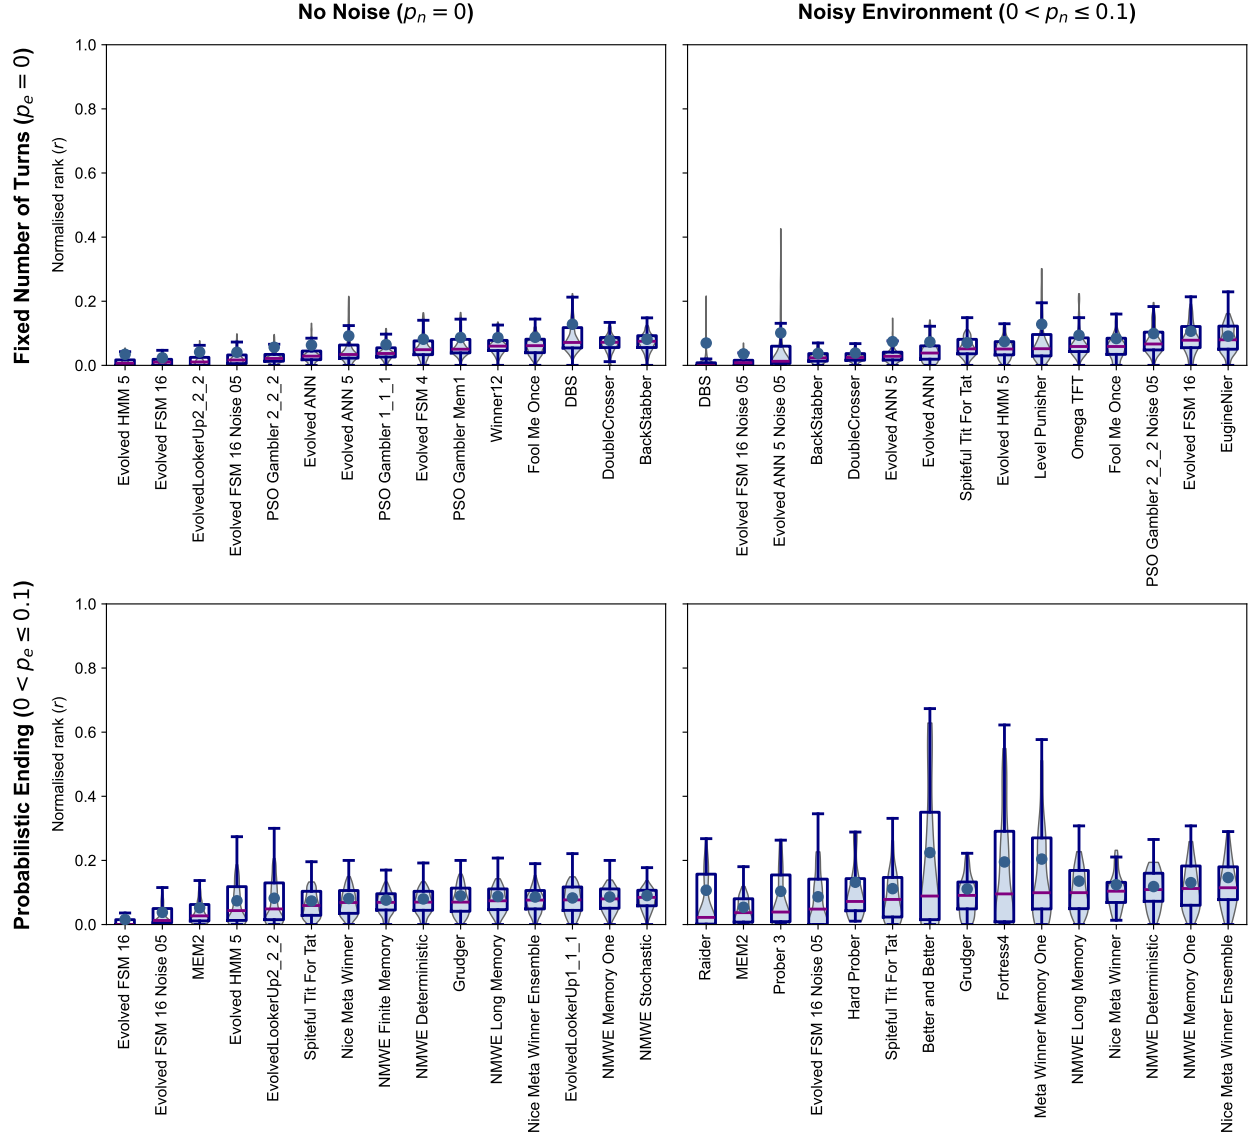 No Noise (pₙ = 0)
Noisy Environment (0 < pₙ ≤ 0.1)
Fixed Number of Turns (pₑ = 0)
Normalised rank (r)
1.0
0.8
0.6
0.4
0.2
0.0
Evolved HMM 5
Evolved FSM 16
EvolvedLookerUp2_2_2
Evolved FSM 16 Noise 05
PSO Gambler 2_2_2
Evolved ANN
Evolved ANN 5
PSO Gambler 1_1_1
Evolved FSM 4
PSO Gambler Mem1
Winner12
Fool Me Once
DBS
DoubleCrosser
BackStabber
DBS
Evolved FSM 16 Noise 05
Evolved ANN 5 Noise 05
BackStabber
DoubleCrosser
Evolved ANN 5
Evolved ANN
Spiteful Tit For Tat
Evolved HMM 5
Level Punisher
Omega TFT
Fool Me Once
PSO Gambler 2_2_2 Noise 05
Evolved FSM 16
EugineNier
Probabilistic Ending (0 < pₑ ≤ 0.1)
Normalised rank (r)
1.0
0.8
0.6
0.4
0.2
0.0
Evolved FSM 16
Evolved FSM 16 Noise 05
MEM2
Evolved HMM 5
EvolvedLookerUp2_2_2
Spiteful Tit For Tat
Nice Meta Winner
NMWE Finite Memory
NMWE Deterministic
Grudger
NMWE Long Memory
Nice Meta Winner Ensemble
EvolvedLookerUp1_1_1
NMWE Memory One
NMWE Stochastic
Raider
MEM2
Prober 3
Evolved FSM 16 Noise 05
Hard Prober
Spiteful Tit For Tat
Better and Better
Grudger
Fortress4
Meta Winner Memory One
NMWE Long Memory
Nice Meta Winner
NMWE Deterministic
NMWE Memory One
Nice Meta Winner Ensemble